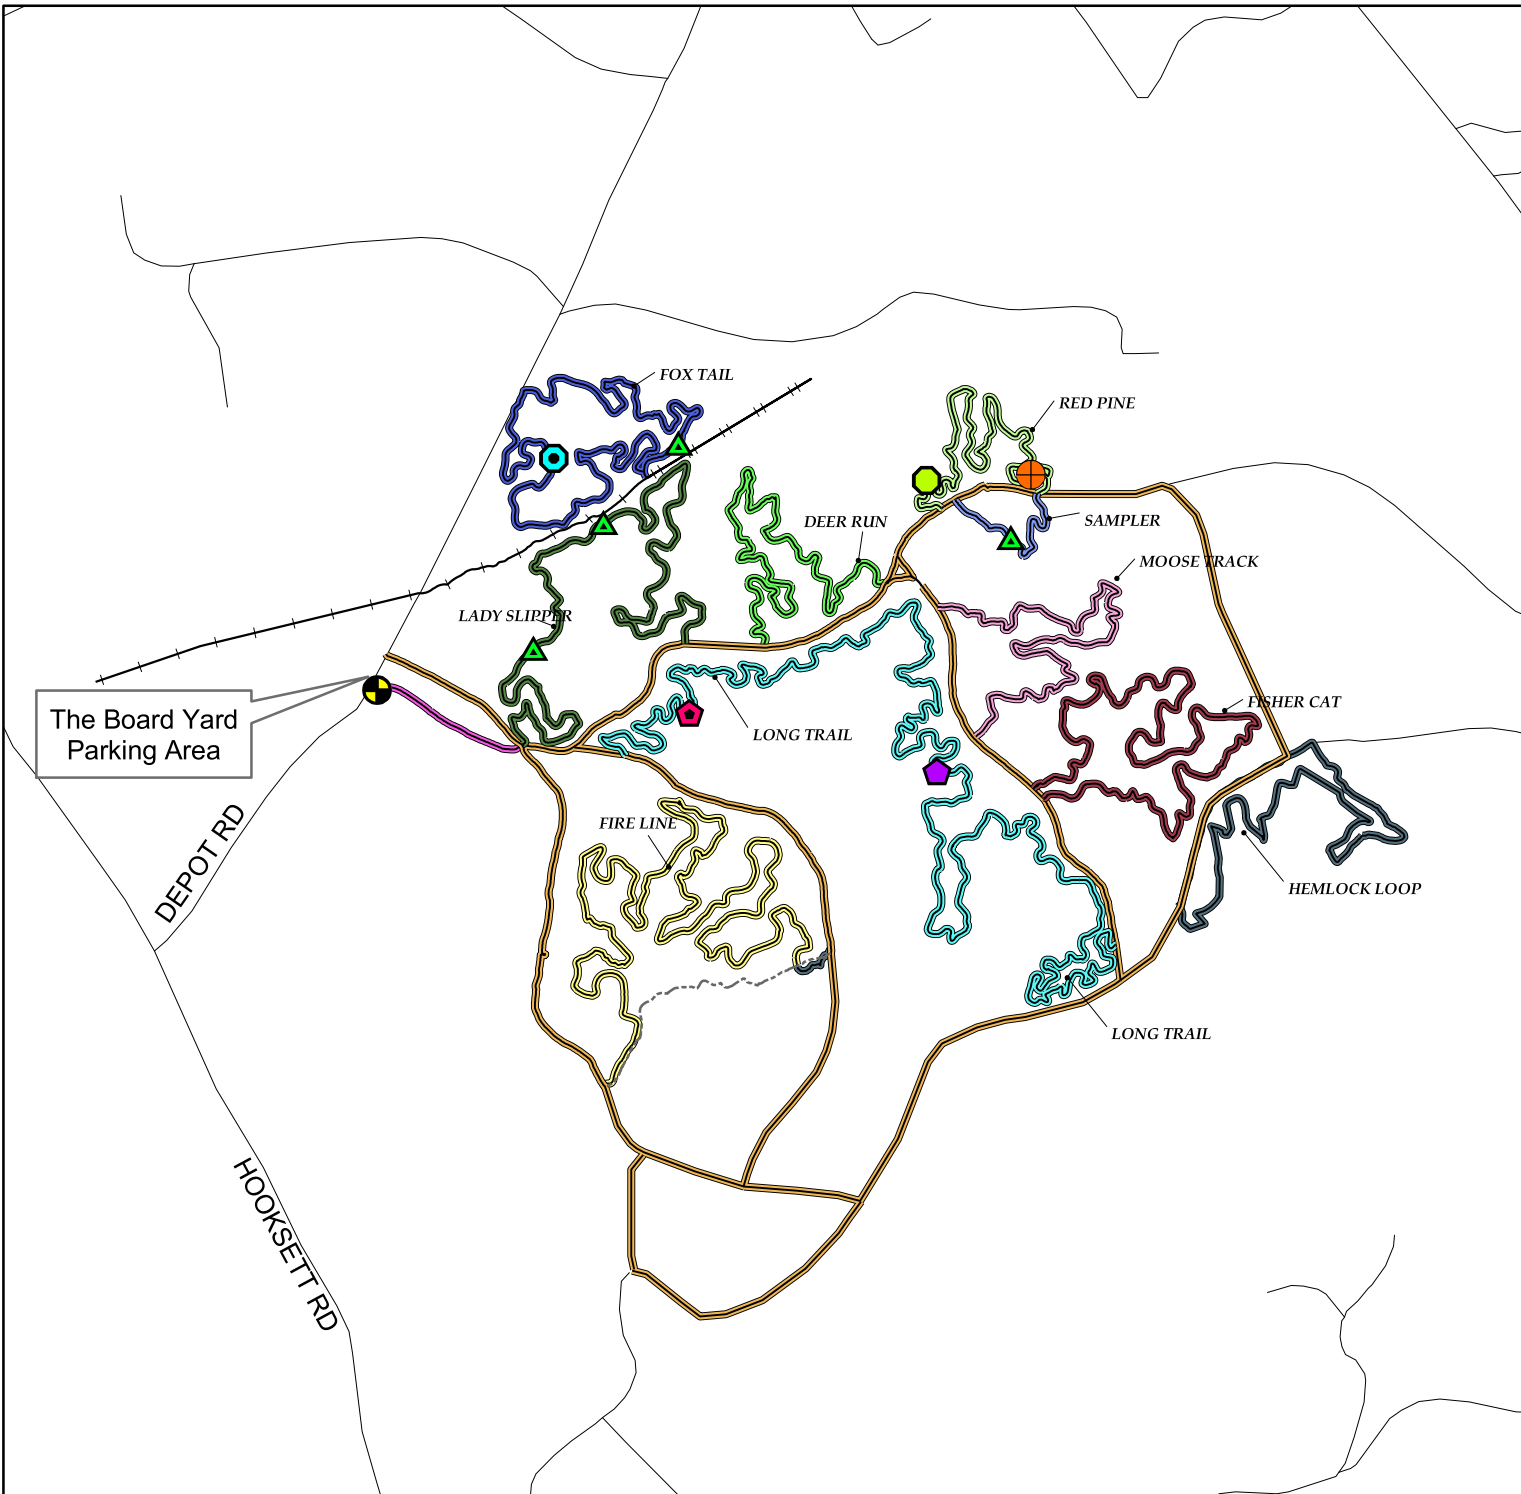 FOX TAIL
RED PINE
DEER RUN
SAMPLER
MOOSE TRACK
LADY SLIPPER
FISHER CAT
The Board Yard
Parking Area
LONG TRAIL
DEPOT RD
FIRE LINE
HEMLOCK LOOP
LONG TRAIL
HOOKSETT RD